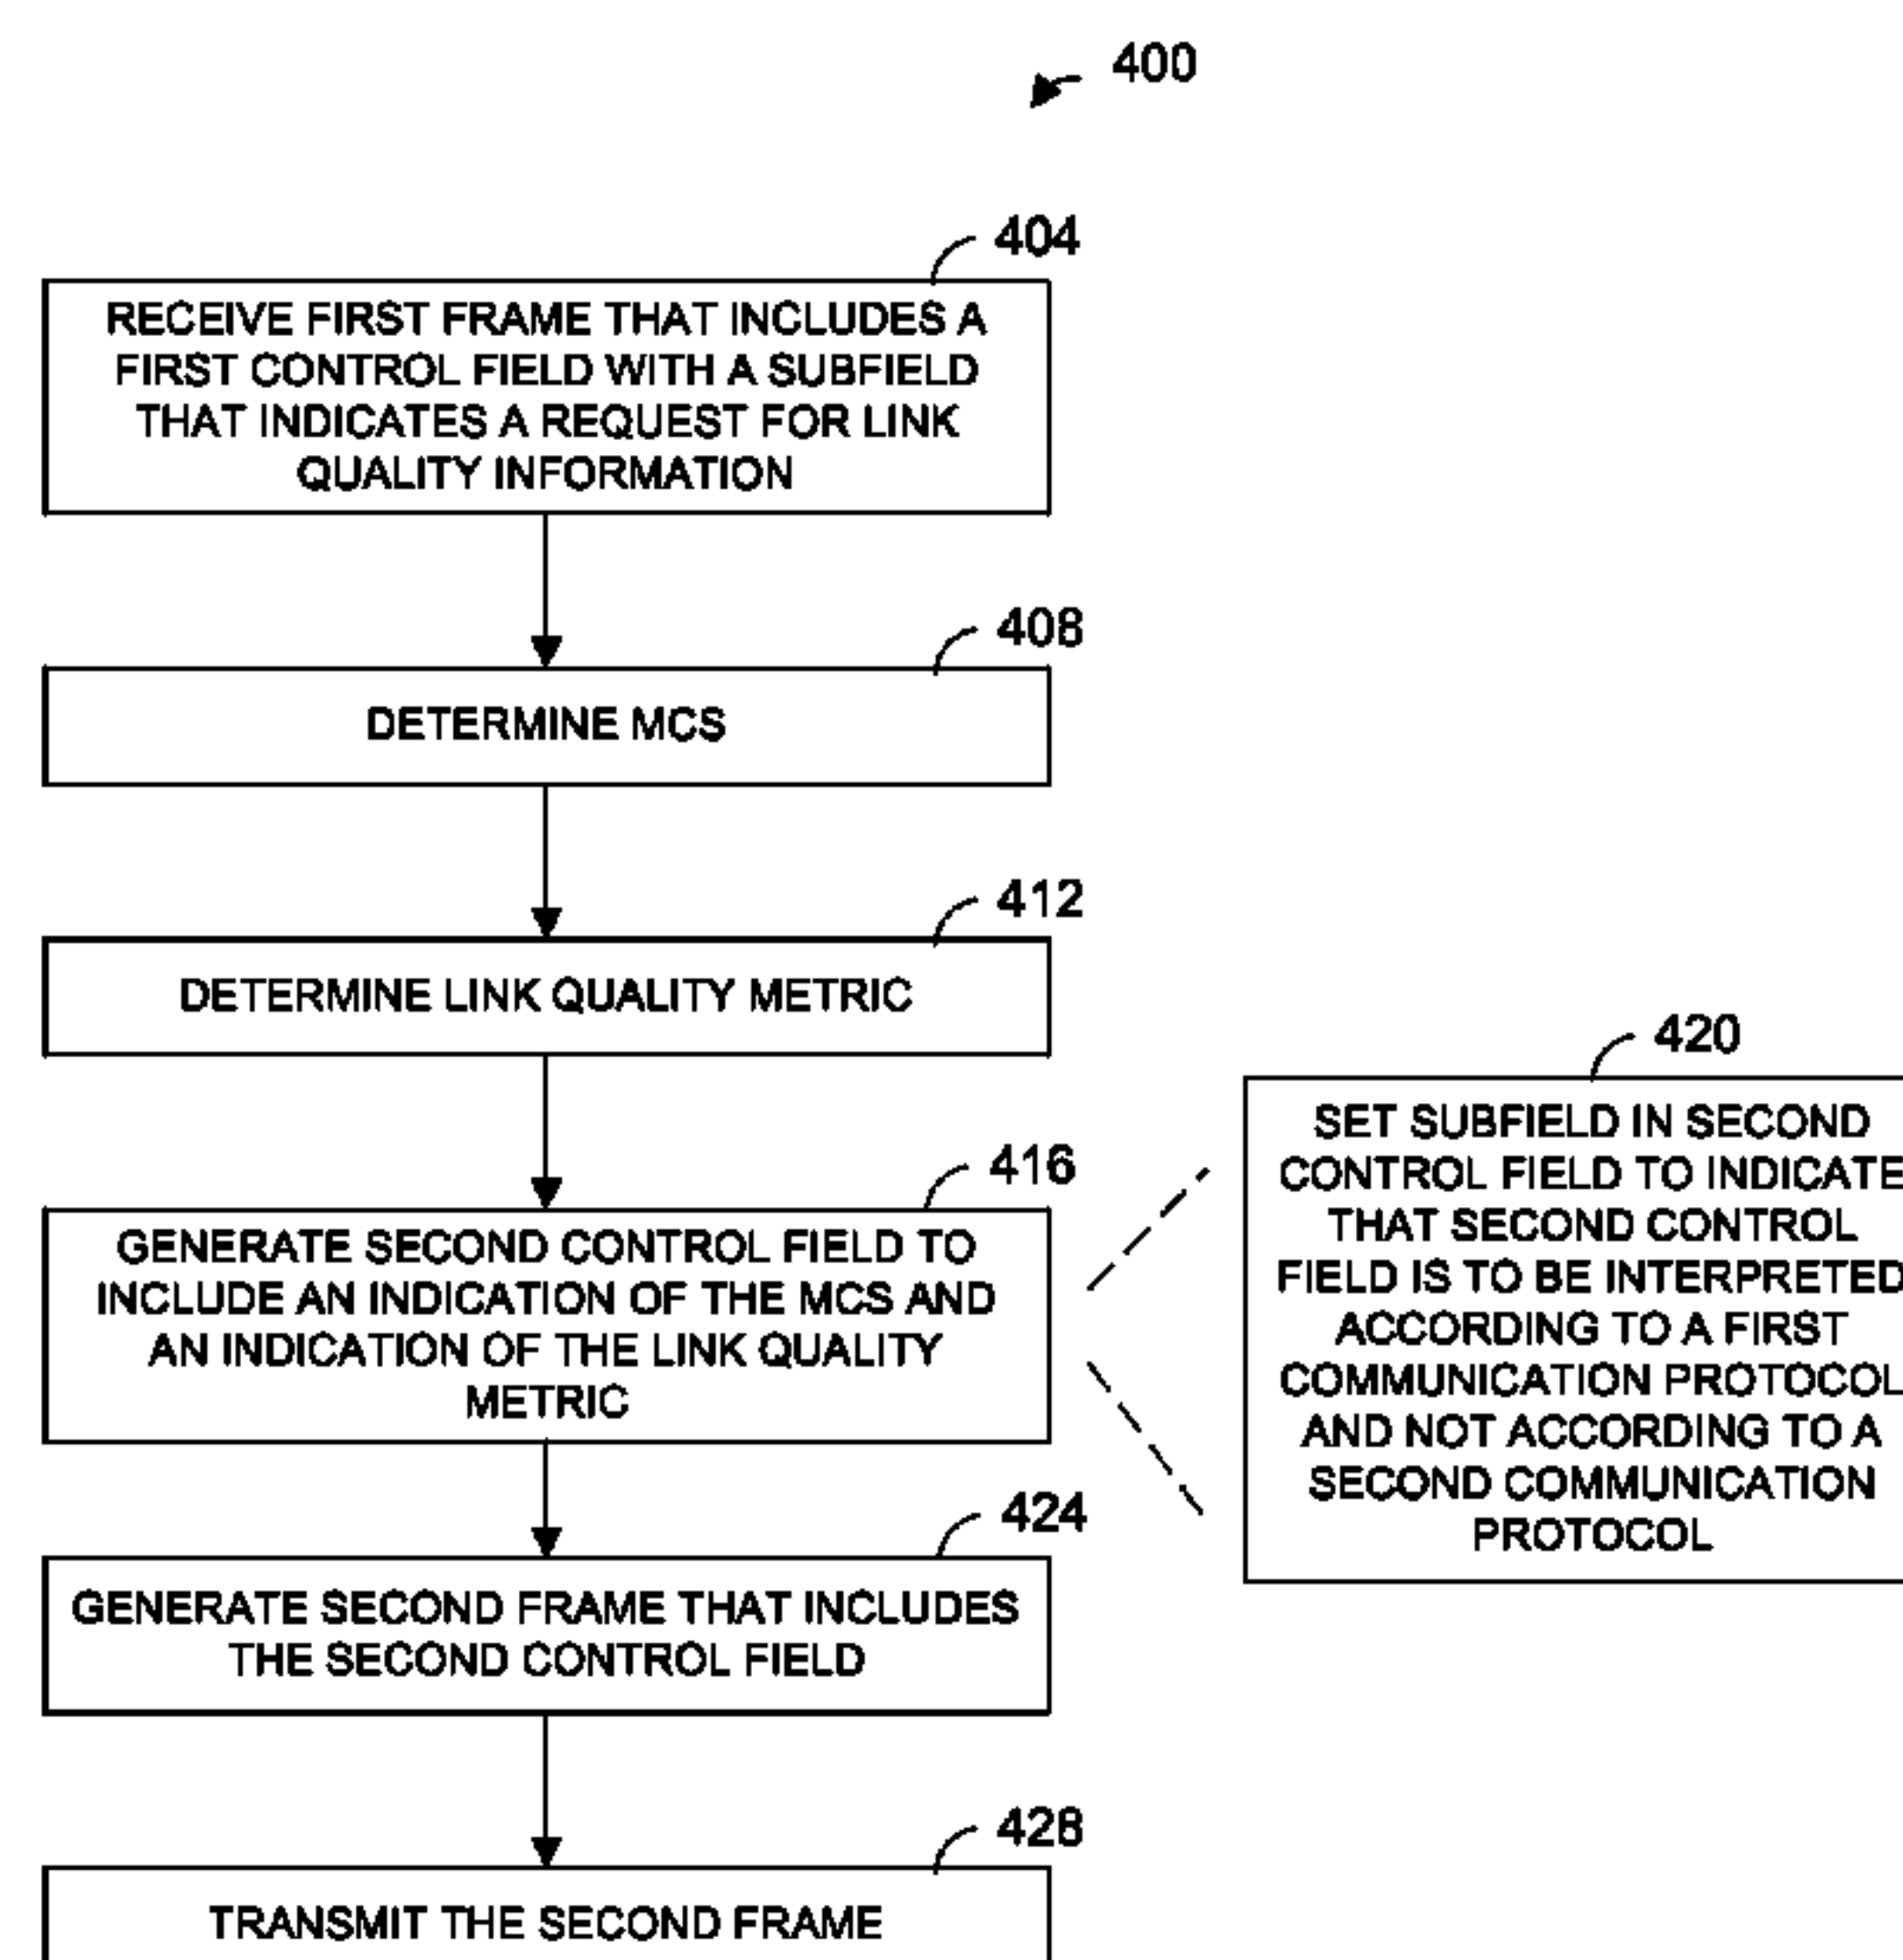 400
404
RECEIVE FIRST FRAME THAT INCLUDES A
FIRST CONTROL FIELD WITH A SUBFIELD
THAT INDICATES A REQUEST FOR LINK
QUALITY INFORMATION
408
DETERMINE MCS
412
DETERMINE LINK QUALITY METRIC
416
GENERATE SECOND CONTROL FIELD TO
INCLUDE AN INDICATION OF THE MCS AND
AN INDICATION OF THE LINK QUALITY
METRIC
420
SET SUBFIELD IN SECOND
CONTROL FIELD TO INDICATE
THAT SECOND CONTROL
FIELD IS TO BE INTERPRETED
ACCORDING TO A FIRST
COMMUNICATION PROTOCOL
AND NOT ACCORDING TO A
SECOND COMMUNICATION
PROTOCOL
424
GENERATE SECOND FRAME THAT INCLUDES
THE SECOND CONTROL FIELD
428
TRANSMIT THE SECOND FRAME